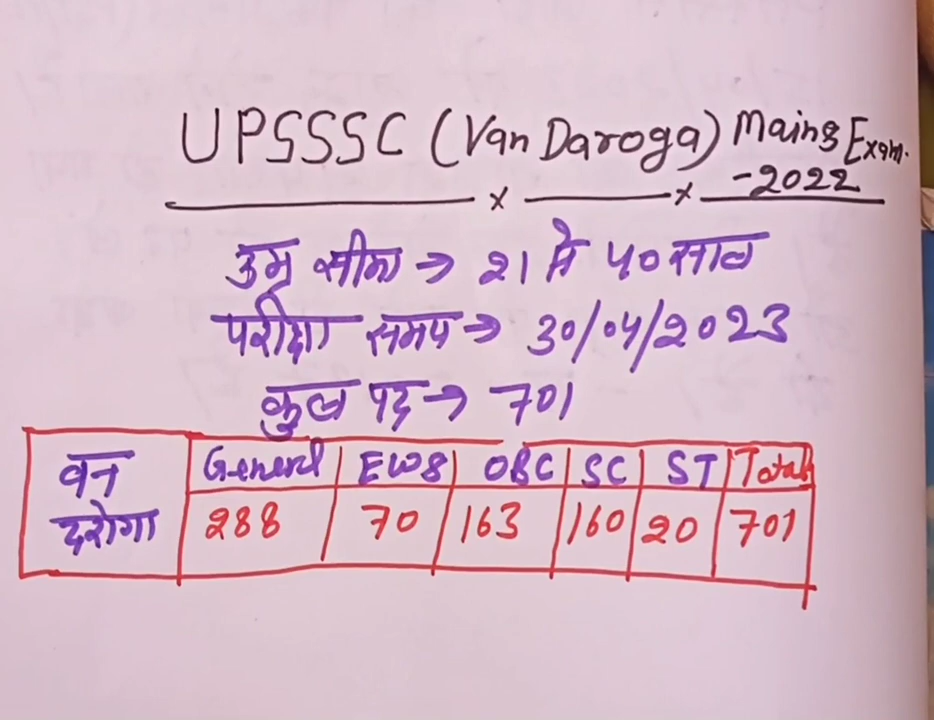 UPSSSC (Van Daroga) Mains Exam.
-2022
उम्र सीमा → 21 से 40 साल
परीक्षा समय → 30/04/2023
कुल पद → 701
वन दरोगा
General EWS OBC SC ST Total
288 70 163 160 20 701